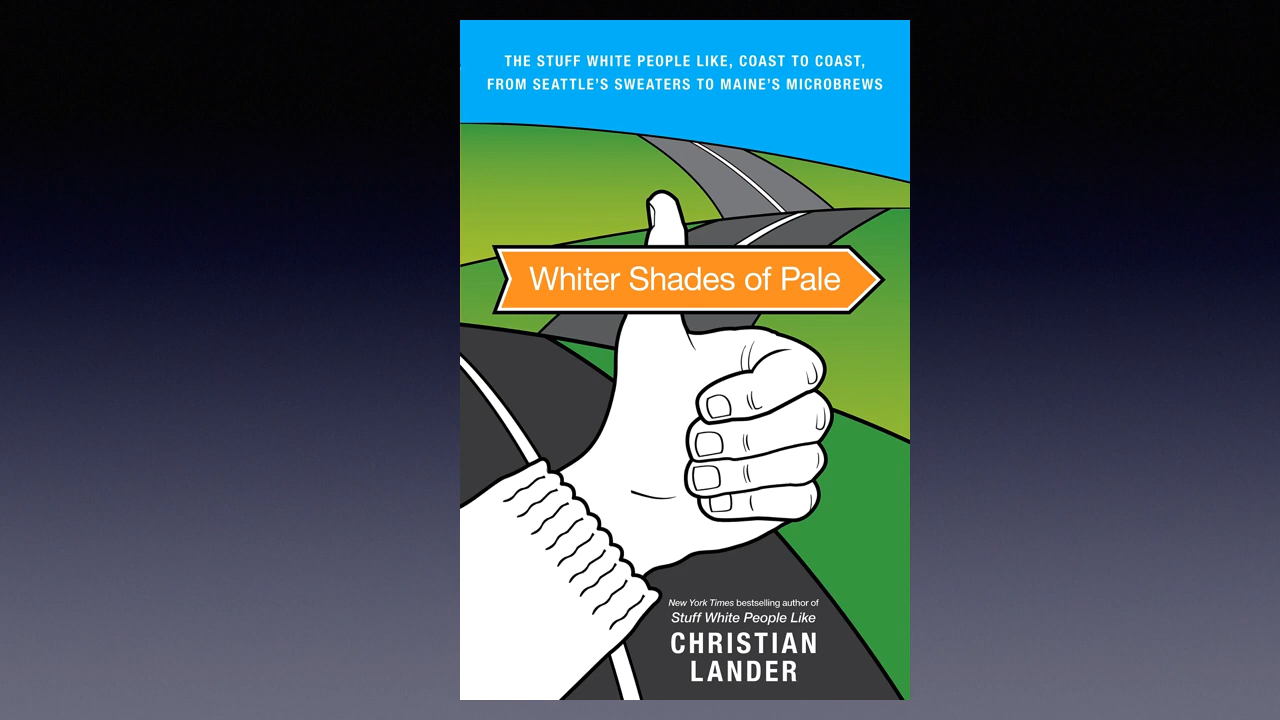 THE STUFF WHITE PEOPLE LIKE, COAST TO COAST,
FROM SEATTLE'S SWEATERS TO MAINE'S MICROBREWS
Whiter Shades of Pale
New York Times bestselling author of
Stuff White People Like
CHRISTIAN
LANDER